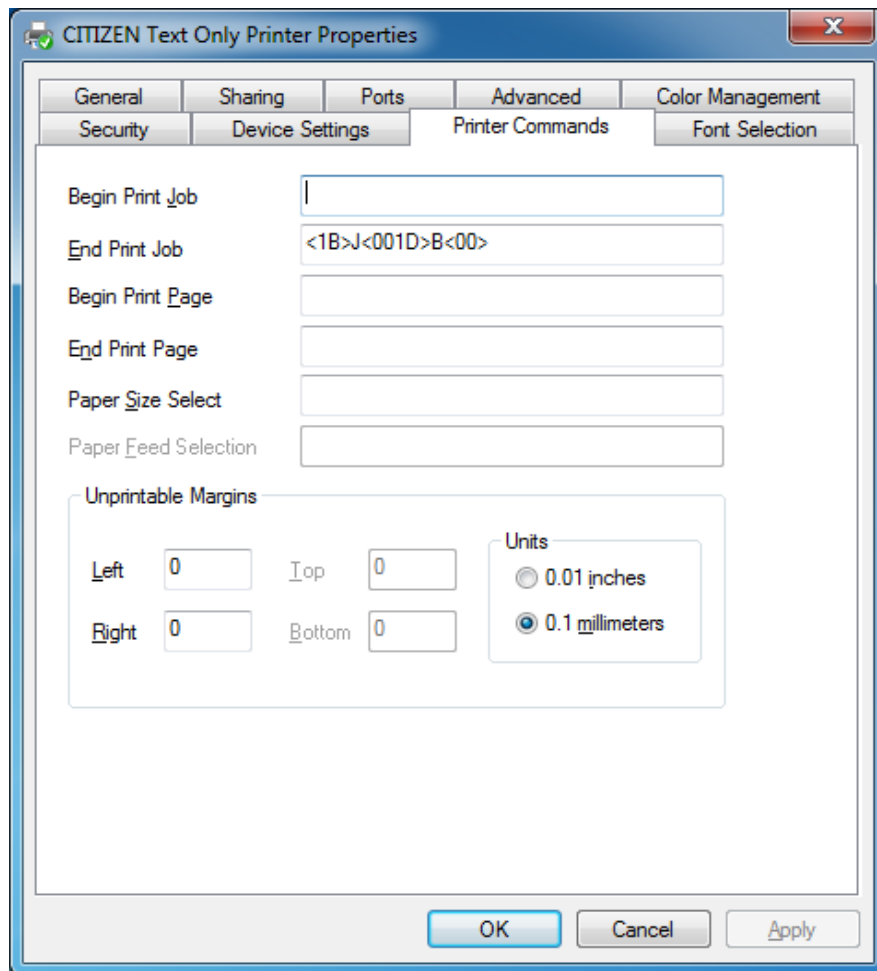 CITIZEN Text Only Printer Properties
General Sharing Ports Advanced Color Management
Security Device Settings Printer Commands Font Selection
Begin Print Job
End Print Job <1B>J<001D>B<00>
Begin Print Page
End Print Page
Paper Size Select
Paper Feed Selection
Unprintable Margins
Units
Left 0 Top 0 0.01 inches
Right 0 Bottom 0 0.1 millimeters
OK Cancel Apply